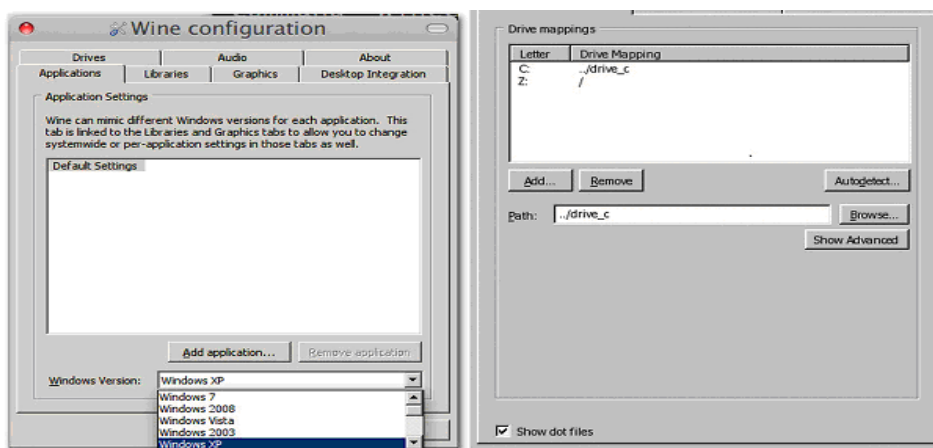 Wine configuration
Drives Audio About
Applications Libraries Graphics Desktop Integration
Application Settings
Wine can mimic different Windows versions for each application. This
tab is linked to the Libraries and Graphics tabs to allow you to change
systemwide or per-application settings in those tabs as well.
Default Settings
Add application... Remove application
Windows Version: Windows XP
Windows 7
Windows 2008
Windows Vista
Windows 2003
Windows XP
Drive mappings
Letter Drive Mapping
C: ../drive_c
Z: /
Add... Remove Autodetect...
Path: ../drive_c Browse...
Show Advanced
Show dot files